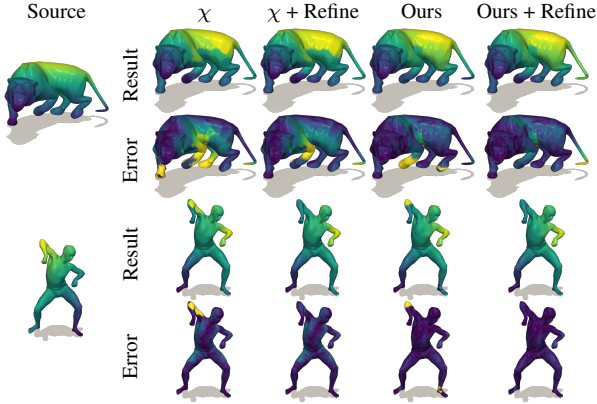 Source χ χ + Refine Ours Ours + Refine
Result
Error
Result
Error